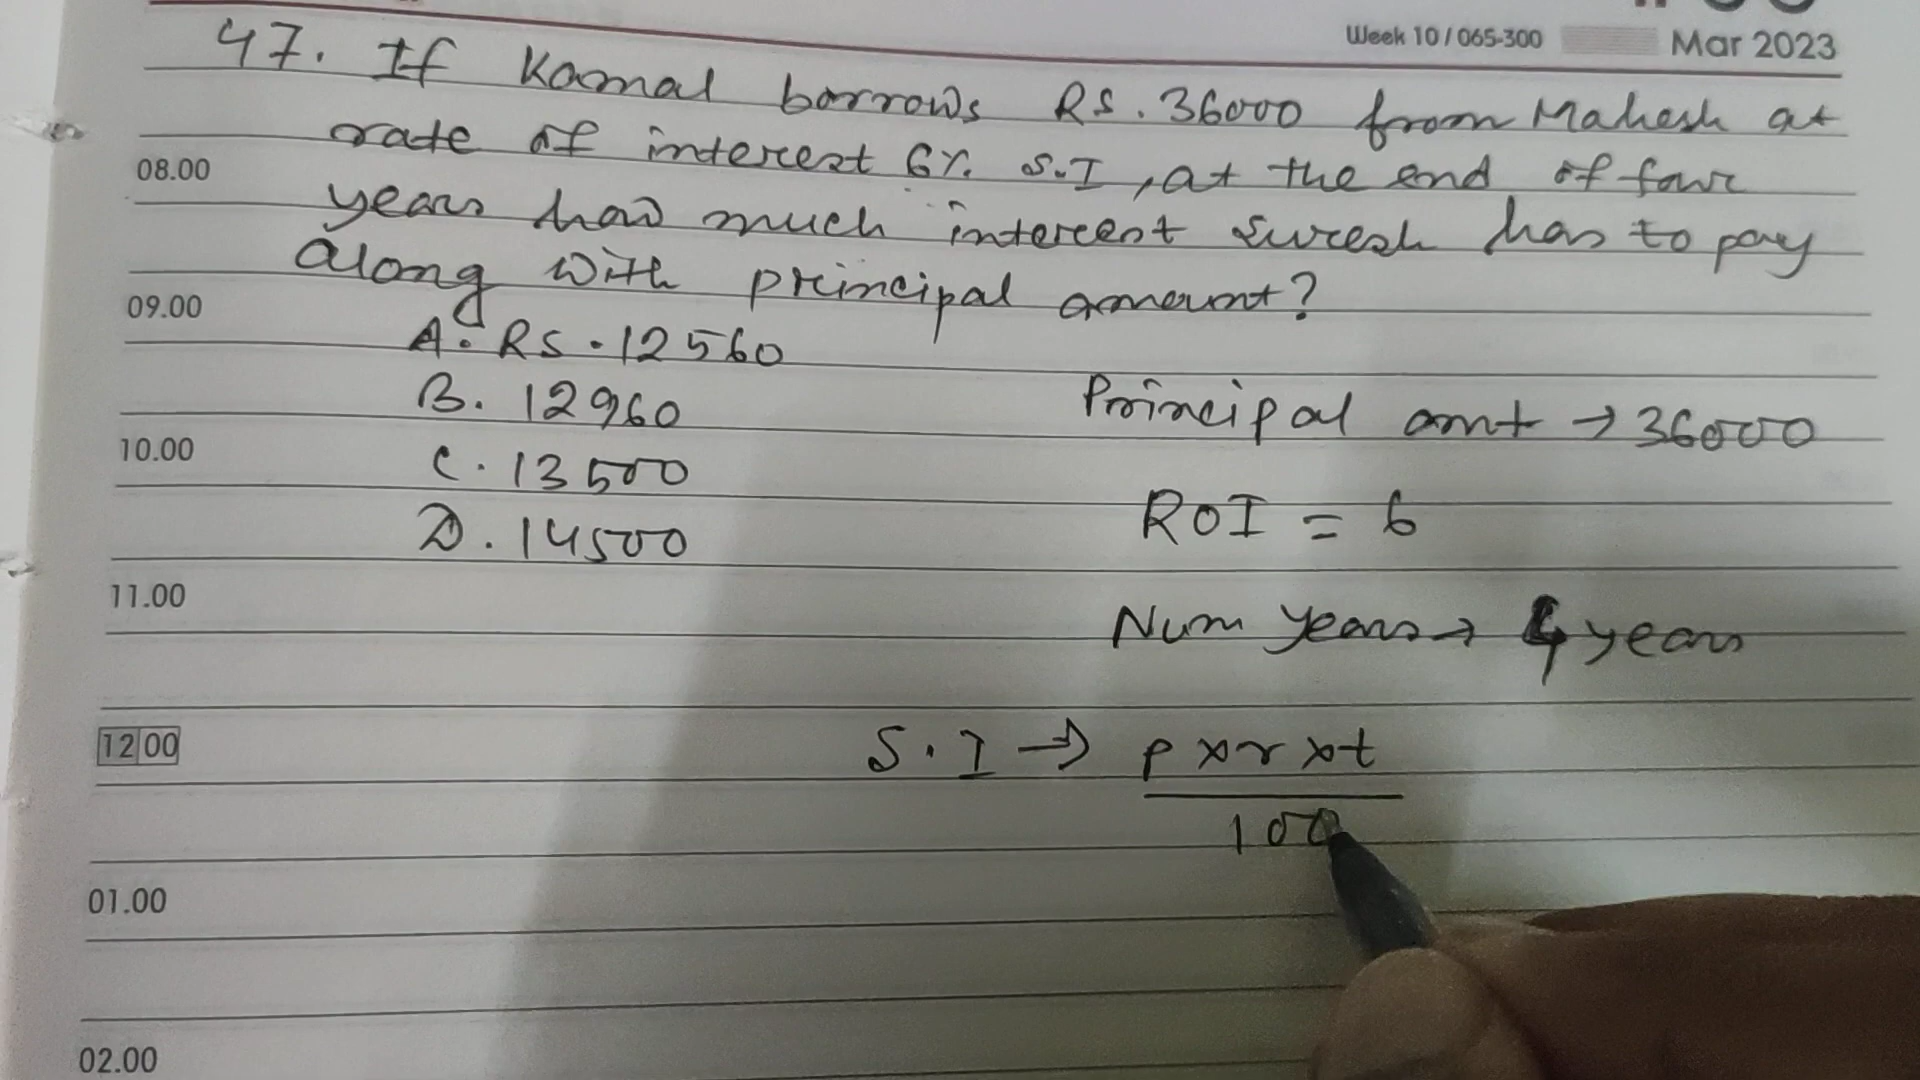 Week 10 / 065-300 Mar 2023
47. If Kamal borrows RS. 36000 from Mahesh at
rate of interest 6% S.I, at the end of four
08.00
years how much interest Suresh has to pay
along with principal amount?
09.00
A. RS. 12560
B. 12960
Principal amt → 36000
10.00
C. 13500
ROI = 6
D. 14500
11.00
Num years → 4 years
12 00
S.I → p x r x t
100
01.00
02.00